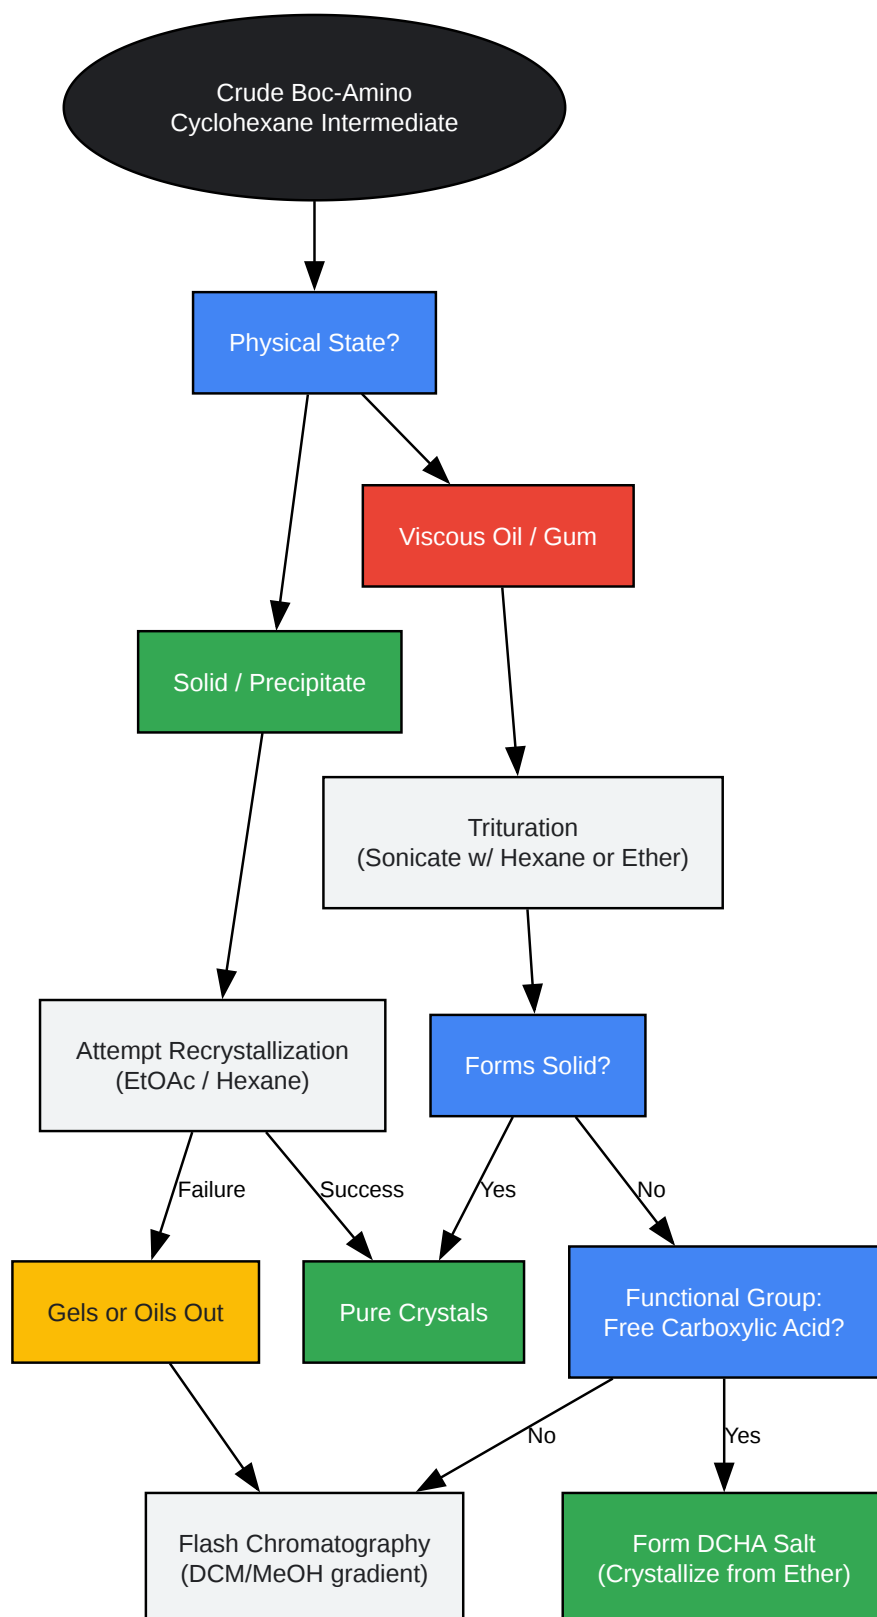 Crude Boc-Amino
Cyclohexane Intermediate
Physical State?
Viscous Oil / Gum
Solid / Precipitate
Trituration
(Sonicate w/ Hexane or Ether)
Attempt Recrystallization
(EtOAc / Hexane)
Forms Solid?
Failure
Success
Yes
No
Gels or Oils Out
Pure Crystals
Functional Group:
Free Carboxylic Acid?
No
Yes
Flash Chromatography
(DCM/MeOH gradient)
Form DCHA Salt
(Crystallize from Ether)